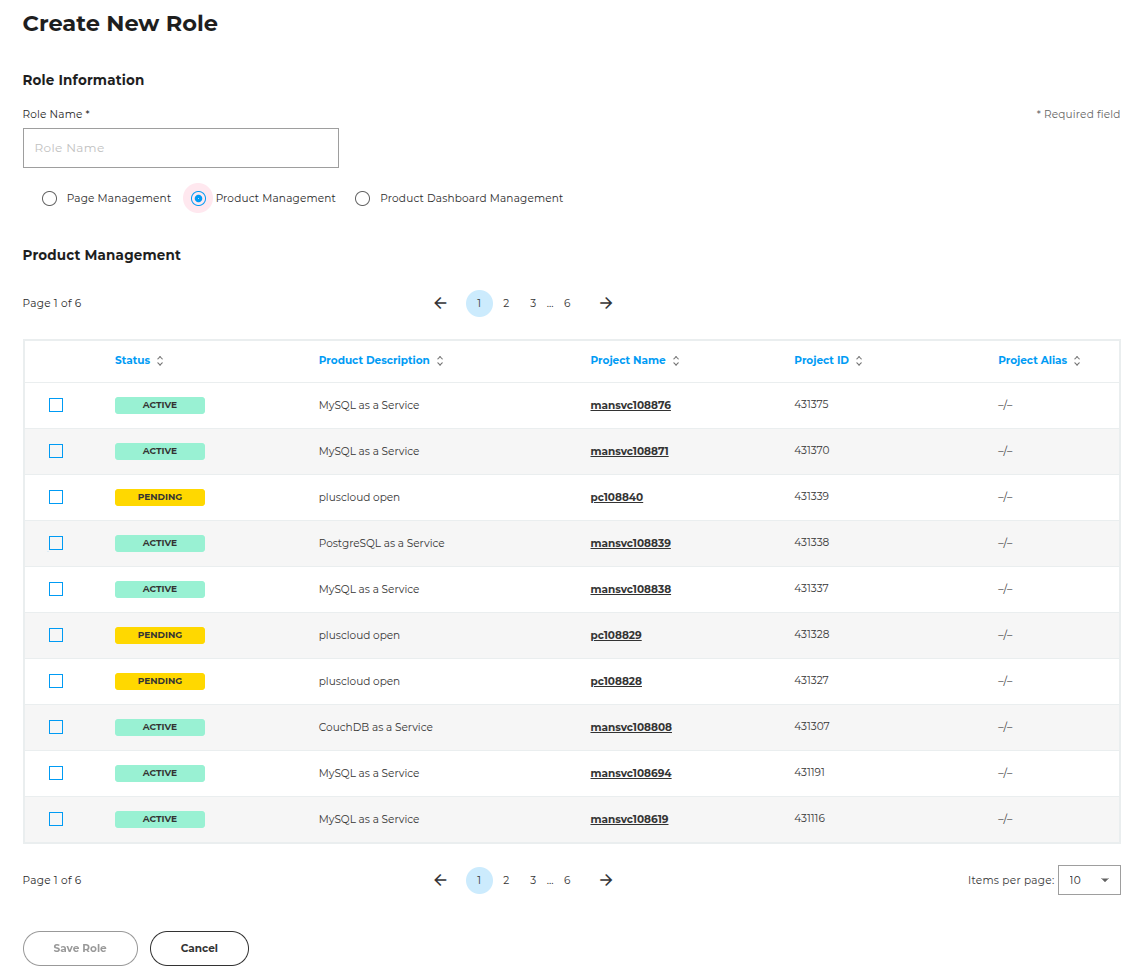 Create New Role
Role Information
Role Name *
* Required field
Role Name
Page Management Product Management Product Dashboard Management
Product Management
Page 1 of 6 1 2 3 ... 6
Status Product Description Project Name Project ID Project Alias
ACTIVE MySQL as a Service mansvc108876 431375 –/–
ACTIVE MySQL as a Service mansvc108871 431370 –/–
PENDING pluscloud open pc108840 431339 –/–
ACTIVE PostgreSQL as a Service mansvc108839 431338 –/–
ACTIVE MySQL as a Service mansvc108838 431337 –/–
PENDING pluscloud open pc108829 431328 –/–
PENDING pluscloud open pc108828 431327 –/–
ACTIVE CouchDB as a Service mansvc108808 431307 –/–
ACTIVE MySQL as a Service mansvc108694 431191 –/–
ACTIVE MySQL as a Service mansvc108619 431116 –/–
Page 1 of 6 1 2 3 ... 6 Items per page: 10
Save Role Cancel